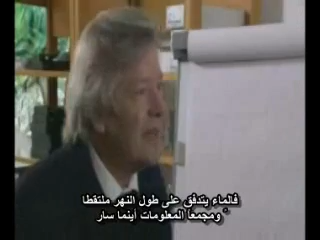 فالماء يتدفق على طول النهر ملتقطا
ومجمعا المعلومات أينما سار